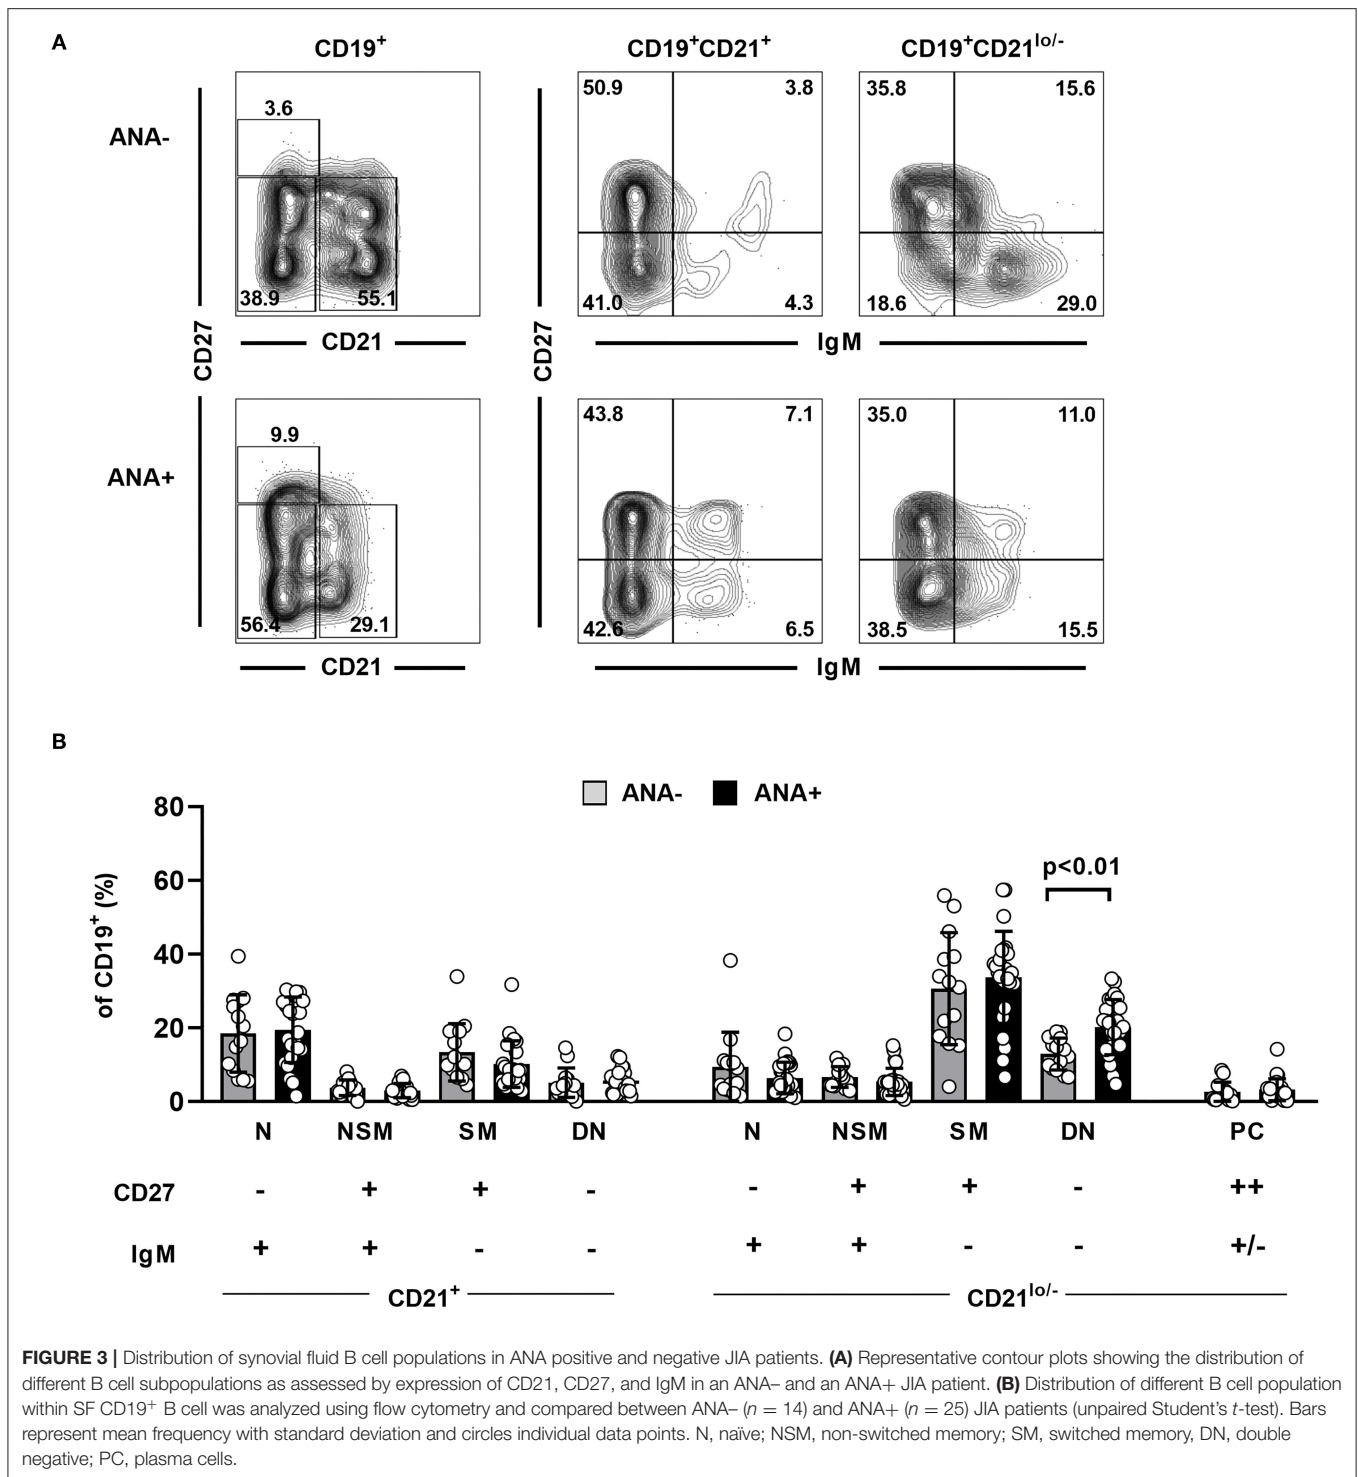 A
CD19+
CD19+CD21+
CD19+CD21lo/-
ANA-
CD27
3.6
38.9
55.1
CD21
CD27
50.9
3.8
41.0
4.3
35.8
15.6
18.6
29.0
IgM
ANA+
9.9
56.4
29.1
CD21
43.8
7.1
42.6
6.5
35.0
11.0
38.5
15.5
IgM
B
ANA-
ANA+
of CD19+ (%)
80
60
40
20
0
p<0.01
N NSM SM DN N NSM SM DN PC
CD27 - + + - - + + - ++
IgM + + - - + + - - +/-
CD21+
CD21lo/-
FIGURE 3 | Distribution of synovial fluid B cell populations in ANA positive and negative JIA patients. (A) Representative contour plots showing the distribution of
different B cell subpopulations as assessed by expression of CD21, CD27, and IgM in an ANA– and an ANA+ JIA patient. (B) Distribution of different B cell population
within SF CD19+ B cell was analyzed using flow cytometry and compared between ANA– (n = 14) and ANA+ (n = 25) JIA patients (unpaired Student's t-test). Bars
represent mean frequency with standard deviation and circles individual data points. N, naïve; NSM, non-switched memory; SM, switched memory, DN, double
negative; PC, plasma cells.